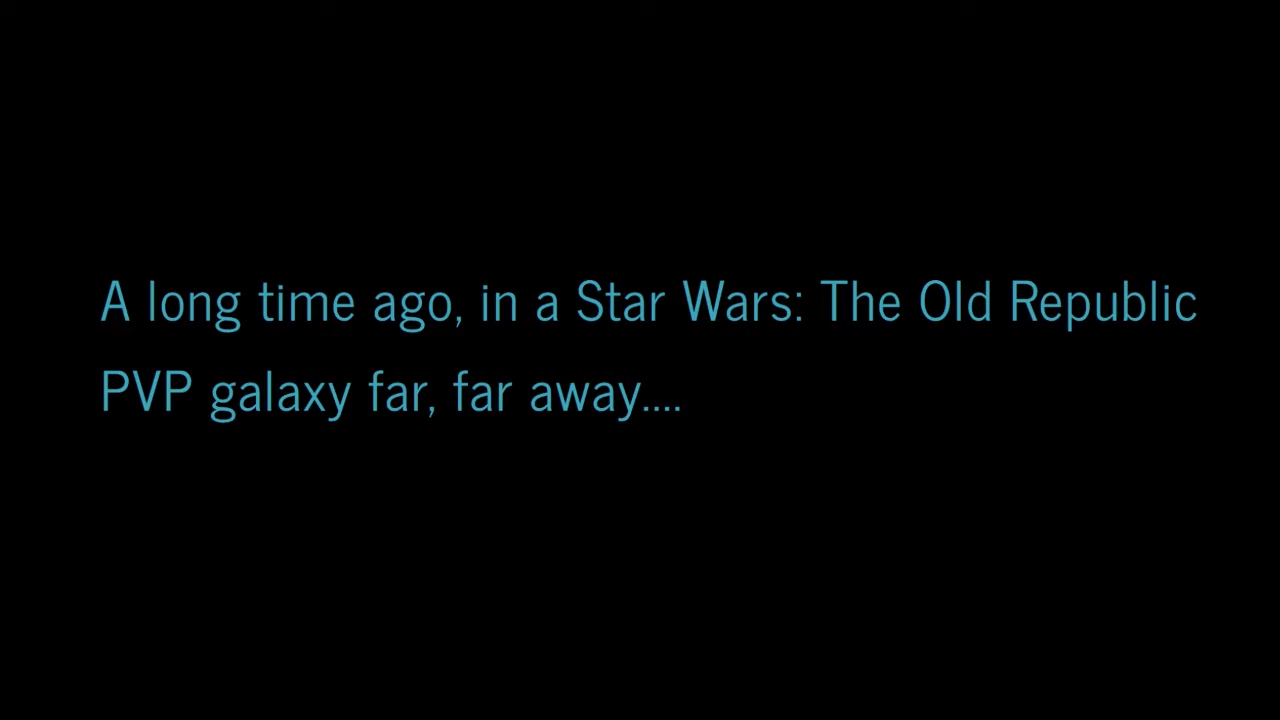 A long time ago, in a Star Wars: The Old Republic
PVP galaxy far, far away....